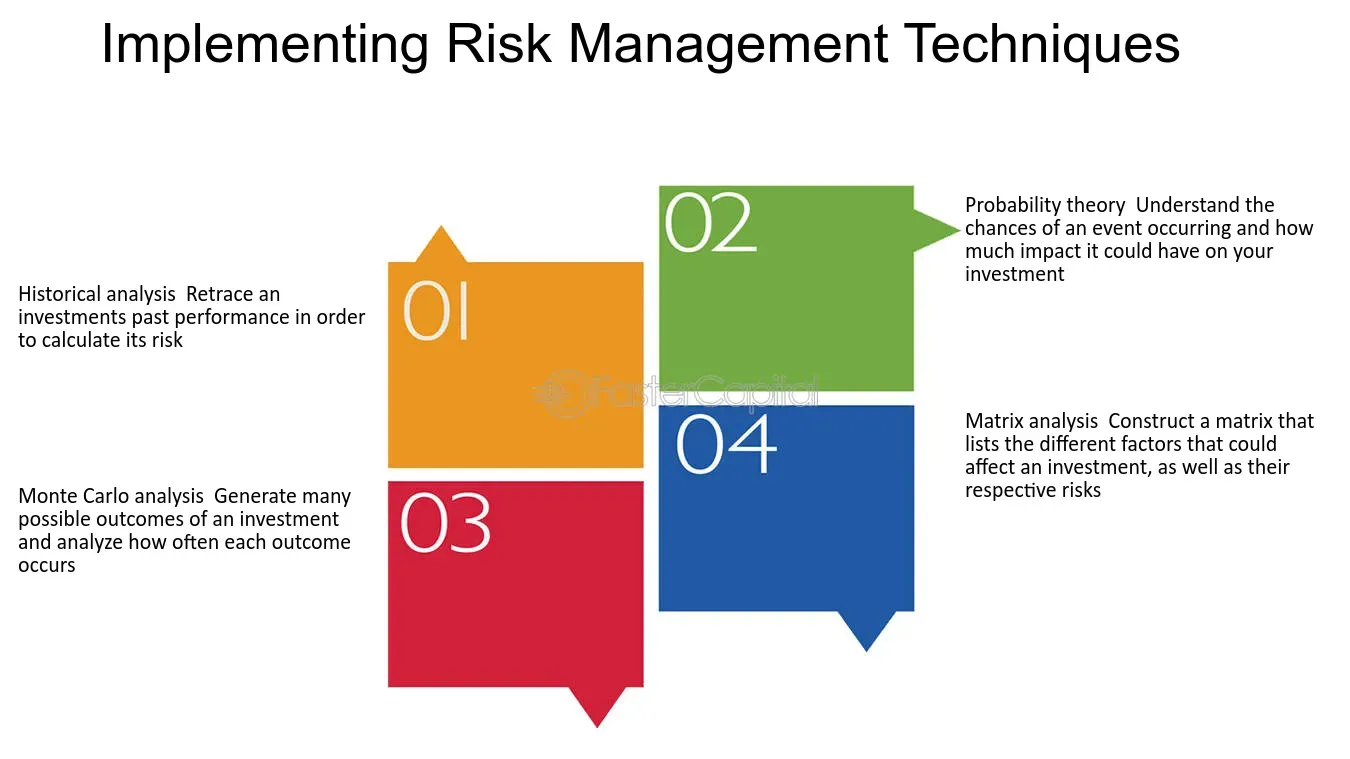 Implementing Risk Management Techniques
01
Historical analysis  Retrace an
investments past performance in order
to calculate its risk
02
Probability theory  Understand the
chances of an event occurring and how
much impact it could have on your
investment
FasterCapital
03
Monte Carlo analysis  Generate many
possible outcomes of an investment
and analyze how often each outcome
occurs
04
Matrix analysis  Construct a matrix that
lists the different factors that could
affect an investment, as well as their
respective risks